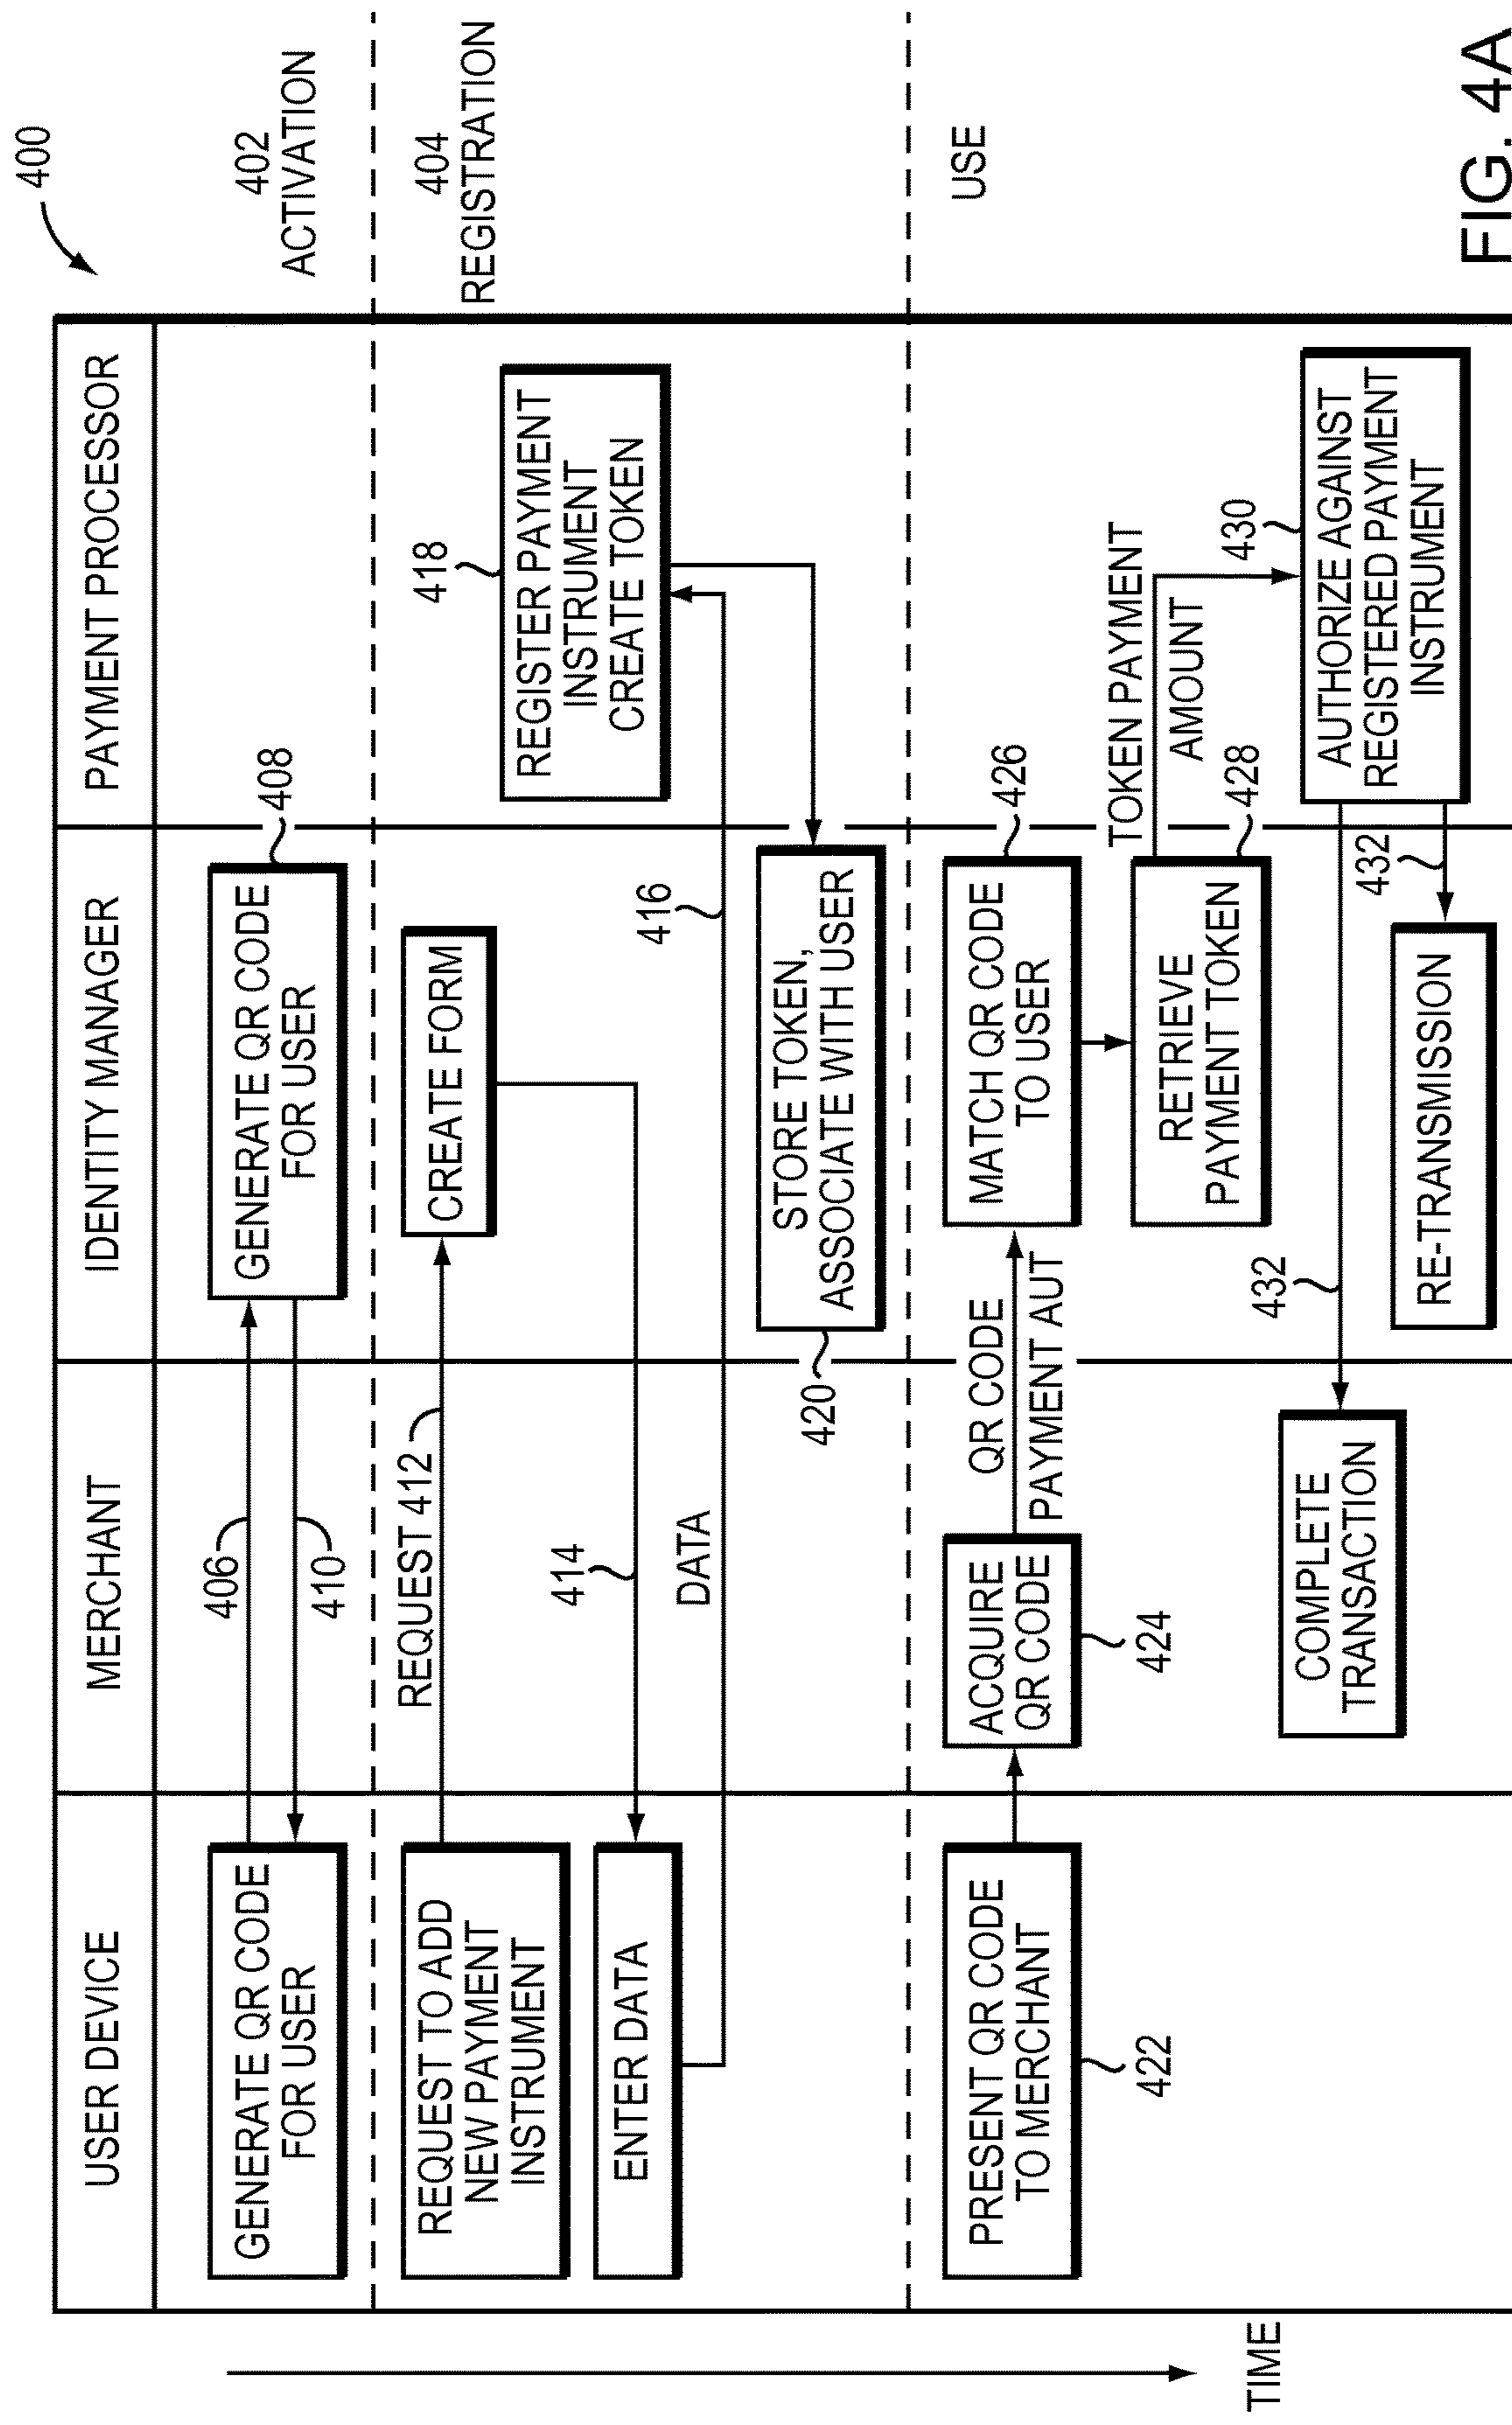 400
USER DEVICE
MERCHANT
IDENTITY MANAGER
PAYMENT PROCESSOR
402
ACTIVATION
GENERATE QR CODE
FOR USER
406
410
GENERATE QR CODE
FOR USER
408
404
REGISTRATION
REQUEST TO ADD
NEW PAYMENT
INSTRUMENT
REQUEST 412
CREATE FORM
418
REGISTER PAYMENT
INSTRUMENT
CREATE TOKEN
ENTER DATA
414
DATA
416
STORE TOKEN,
ASSOCIATE WITH USER
420
USE
PRESENT QR CODE
TO MERCHANT
422
ACQUIRE
QR CODE
424
QR CODE
PAYMENT AUT
MATCH QR CODE
TO USER
426
RETRIEVE
PAYMENT TOKEN
428
TOKEN PAYMENT
AMOUNT
430
AUTHORIZE AGAINST
REGISTERED PAYMENT
INSTRUMENT
432
432
COMPLETE
TRANSACTION
RE-TRANSMISSION
TIME
FIG. 4A